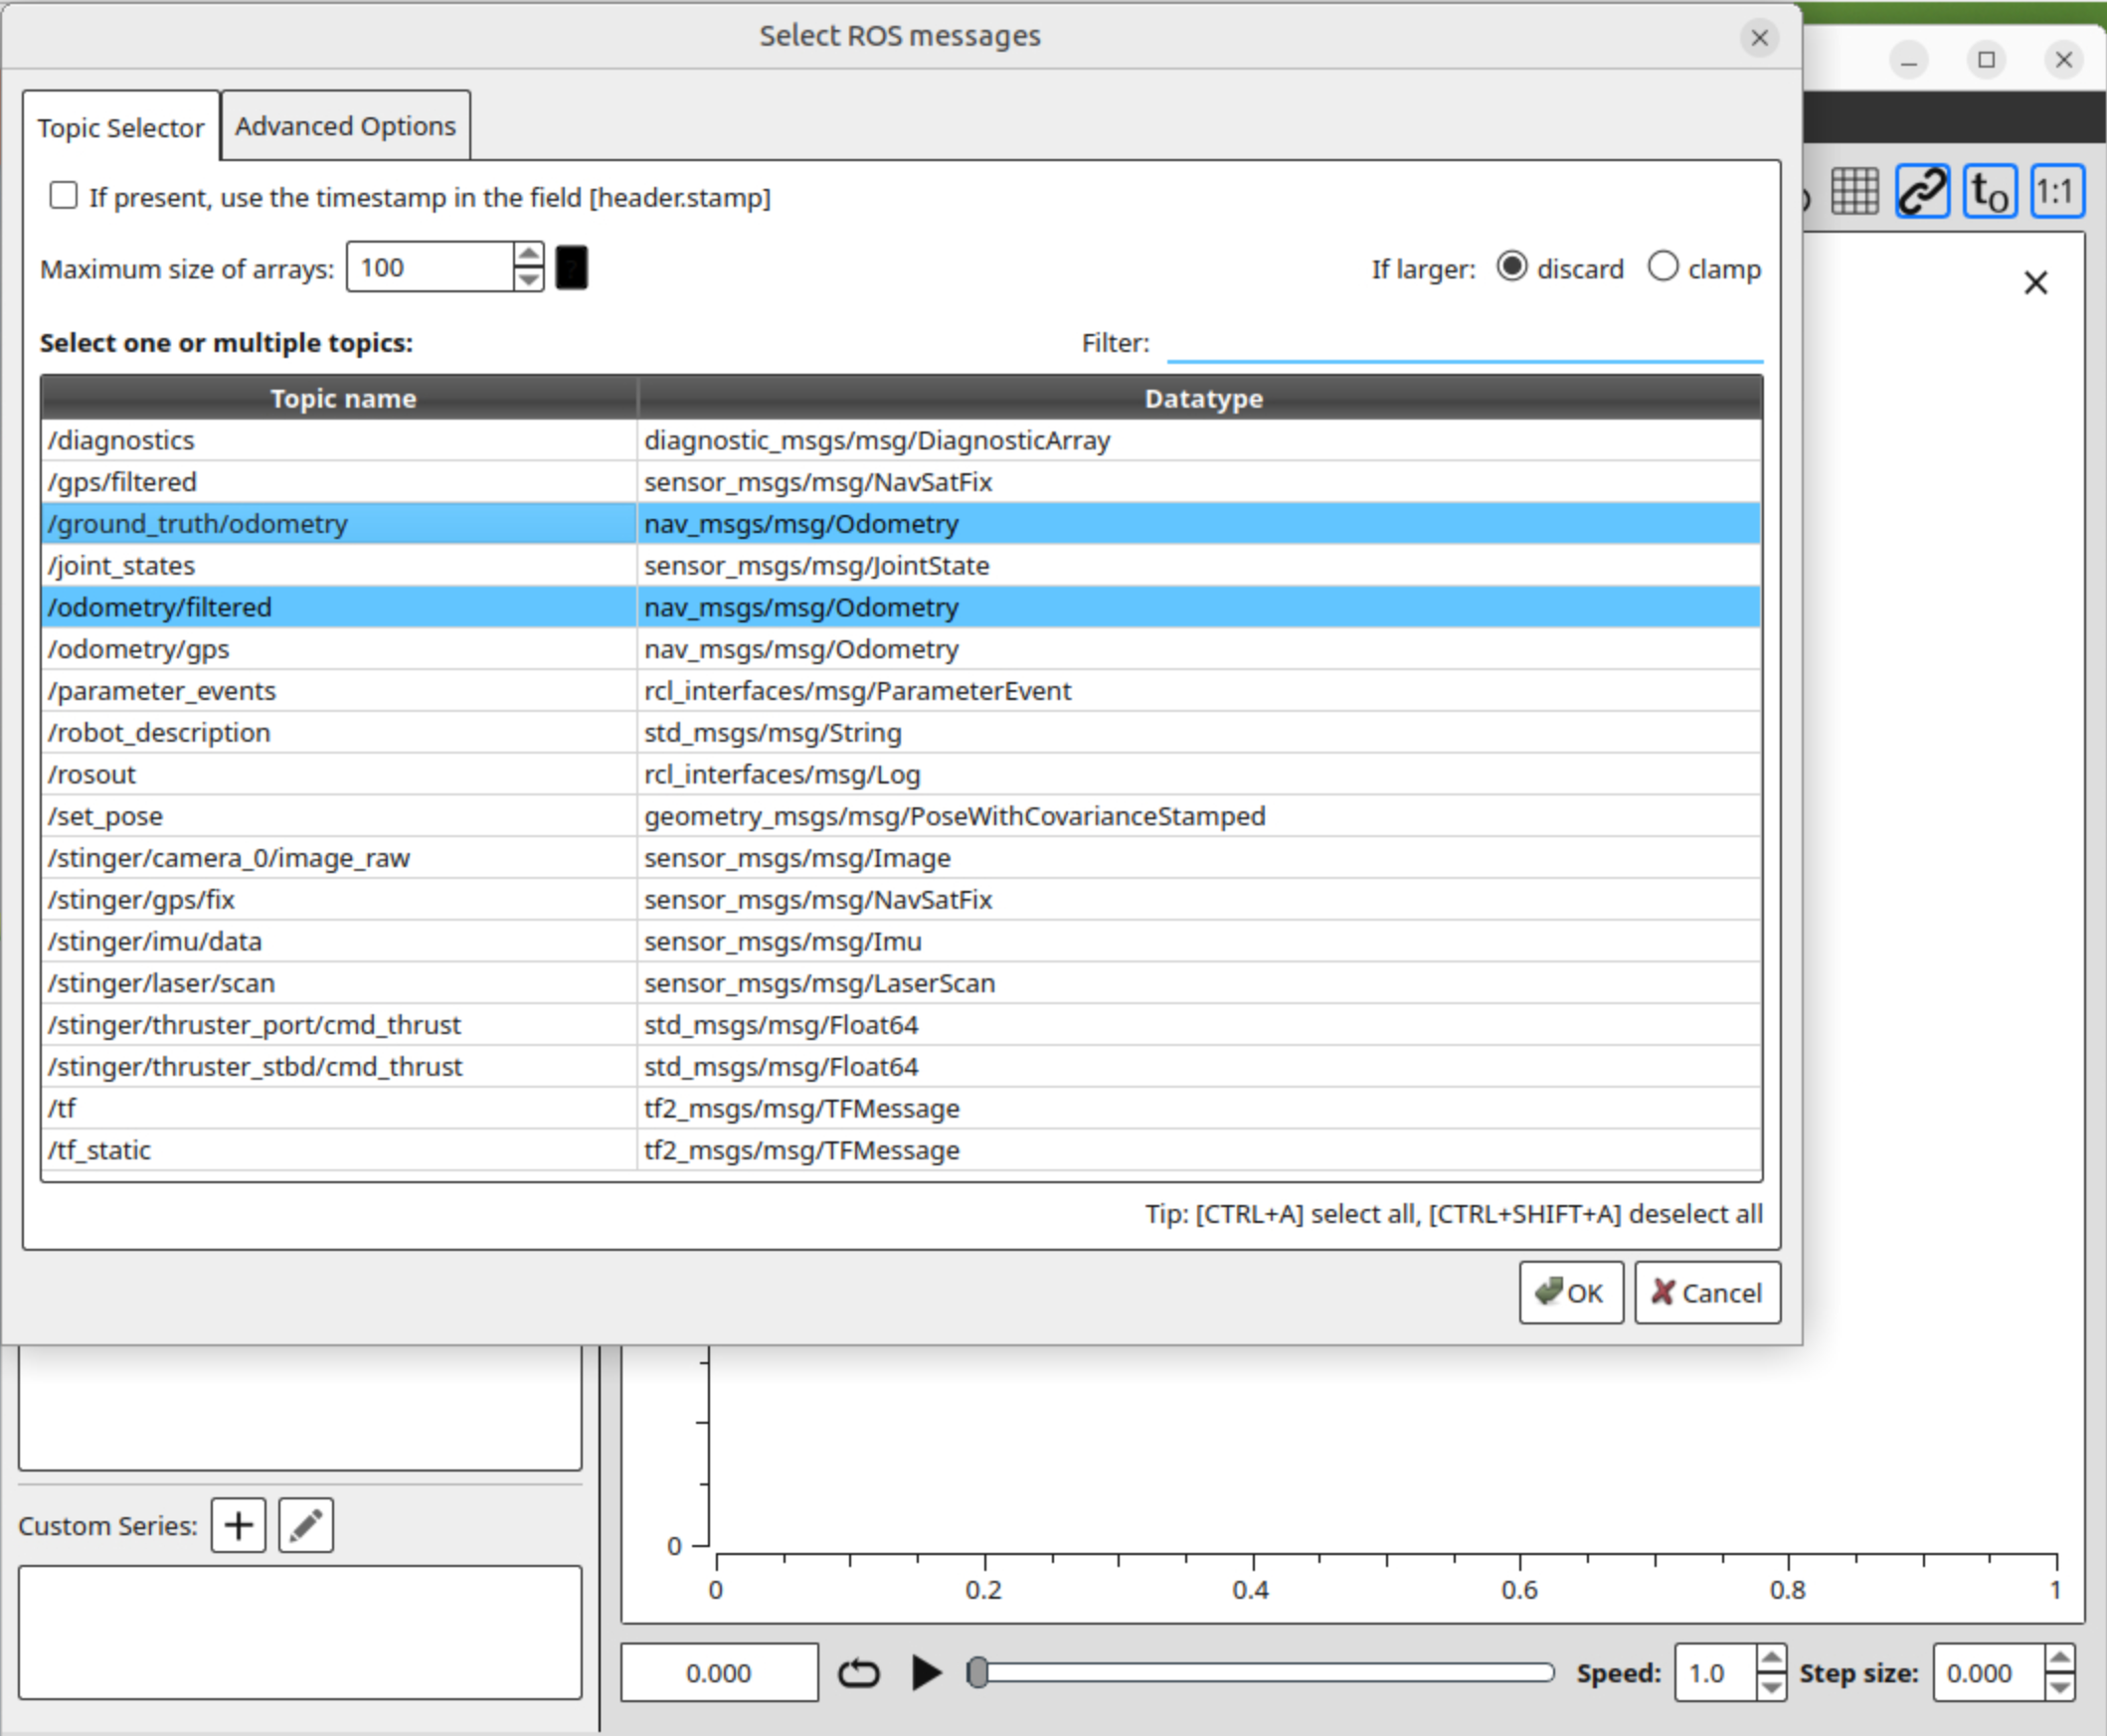 Select ROS messages
Topic Selector Advanced Options
If present, use the timestamp in the field [header.stamp]
Maximum size of arrays: 100 ? If larger: discard clamp
Select one or multiple topics: Filter:
Topic name Datatype
/diagnostics diagnostic_msgs/msg/DiagnosticArray
/gps/filtered sensor_msgs/msg/NavSatFix
/ground_truth/odometry nav_msgs/msg/Odometry
/joint_states sensor_msgs/msg/JointState
/odometry/filtered nav_msgs/msg/Odometry
/odometry/gps nav_msgs/msg/Odometry
/parameter_events rcl_interfaces/msg/ParameterEvent
/robot_description std_msgs/msg/String
/rosout rcl_interfaces/msg/Log
/set_pose geometry_msgs/msg/PoseWithCovarianceStamped
/stinger/camera_0/image_raw sensor_msgs/msg/Image
/stinger/gps/fix sensor_msgs/msg/NavSatFix
/stinger/imu/data sensor_msgs/msg/Imu
/stinger/laser/scan sensor_msgs/msg/LaserScan
/stinger/thruster_port/cmd_thrust std_msgs/msg/Float64
/stinger/thruster_stbd/cmd_thrust std_msgs/msg/Float64
/tf tf2_msgs/msg/TFMessage
/tf_static tf2_msgs/msg/TFMessage
Tip: [CTRL+A] select all, [CTRL+SHIFT+A] deselect all
OK Cancel
to 1:1
Custom Series:
0
0 0.2 0.4 0.6 0.8 1
0.000 Speed: 1.0 Step size: 0.000